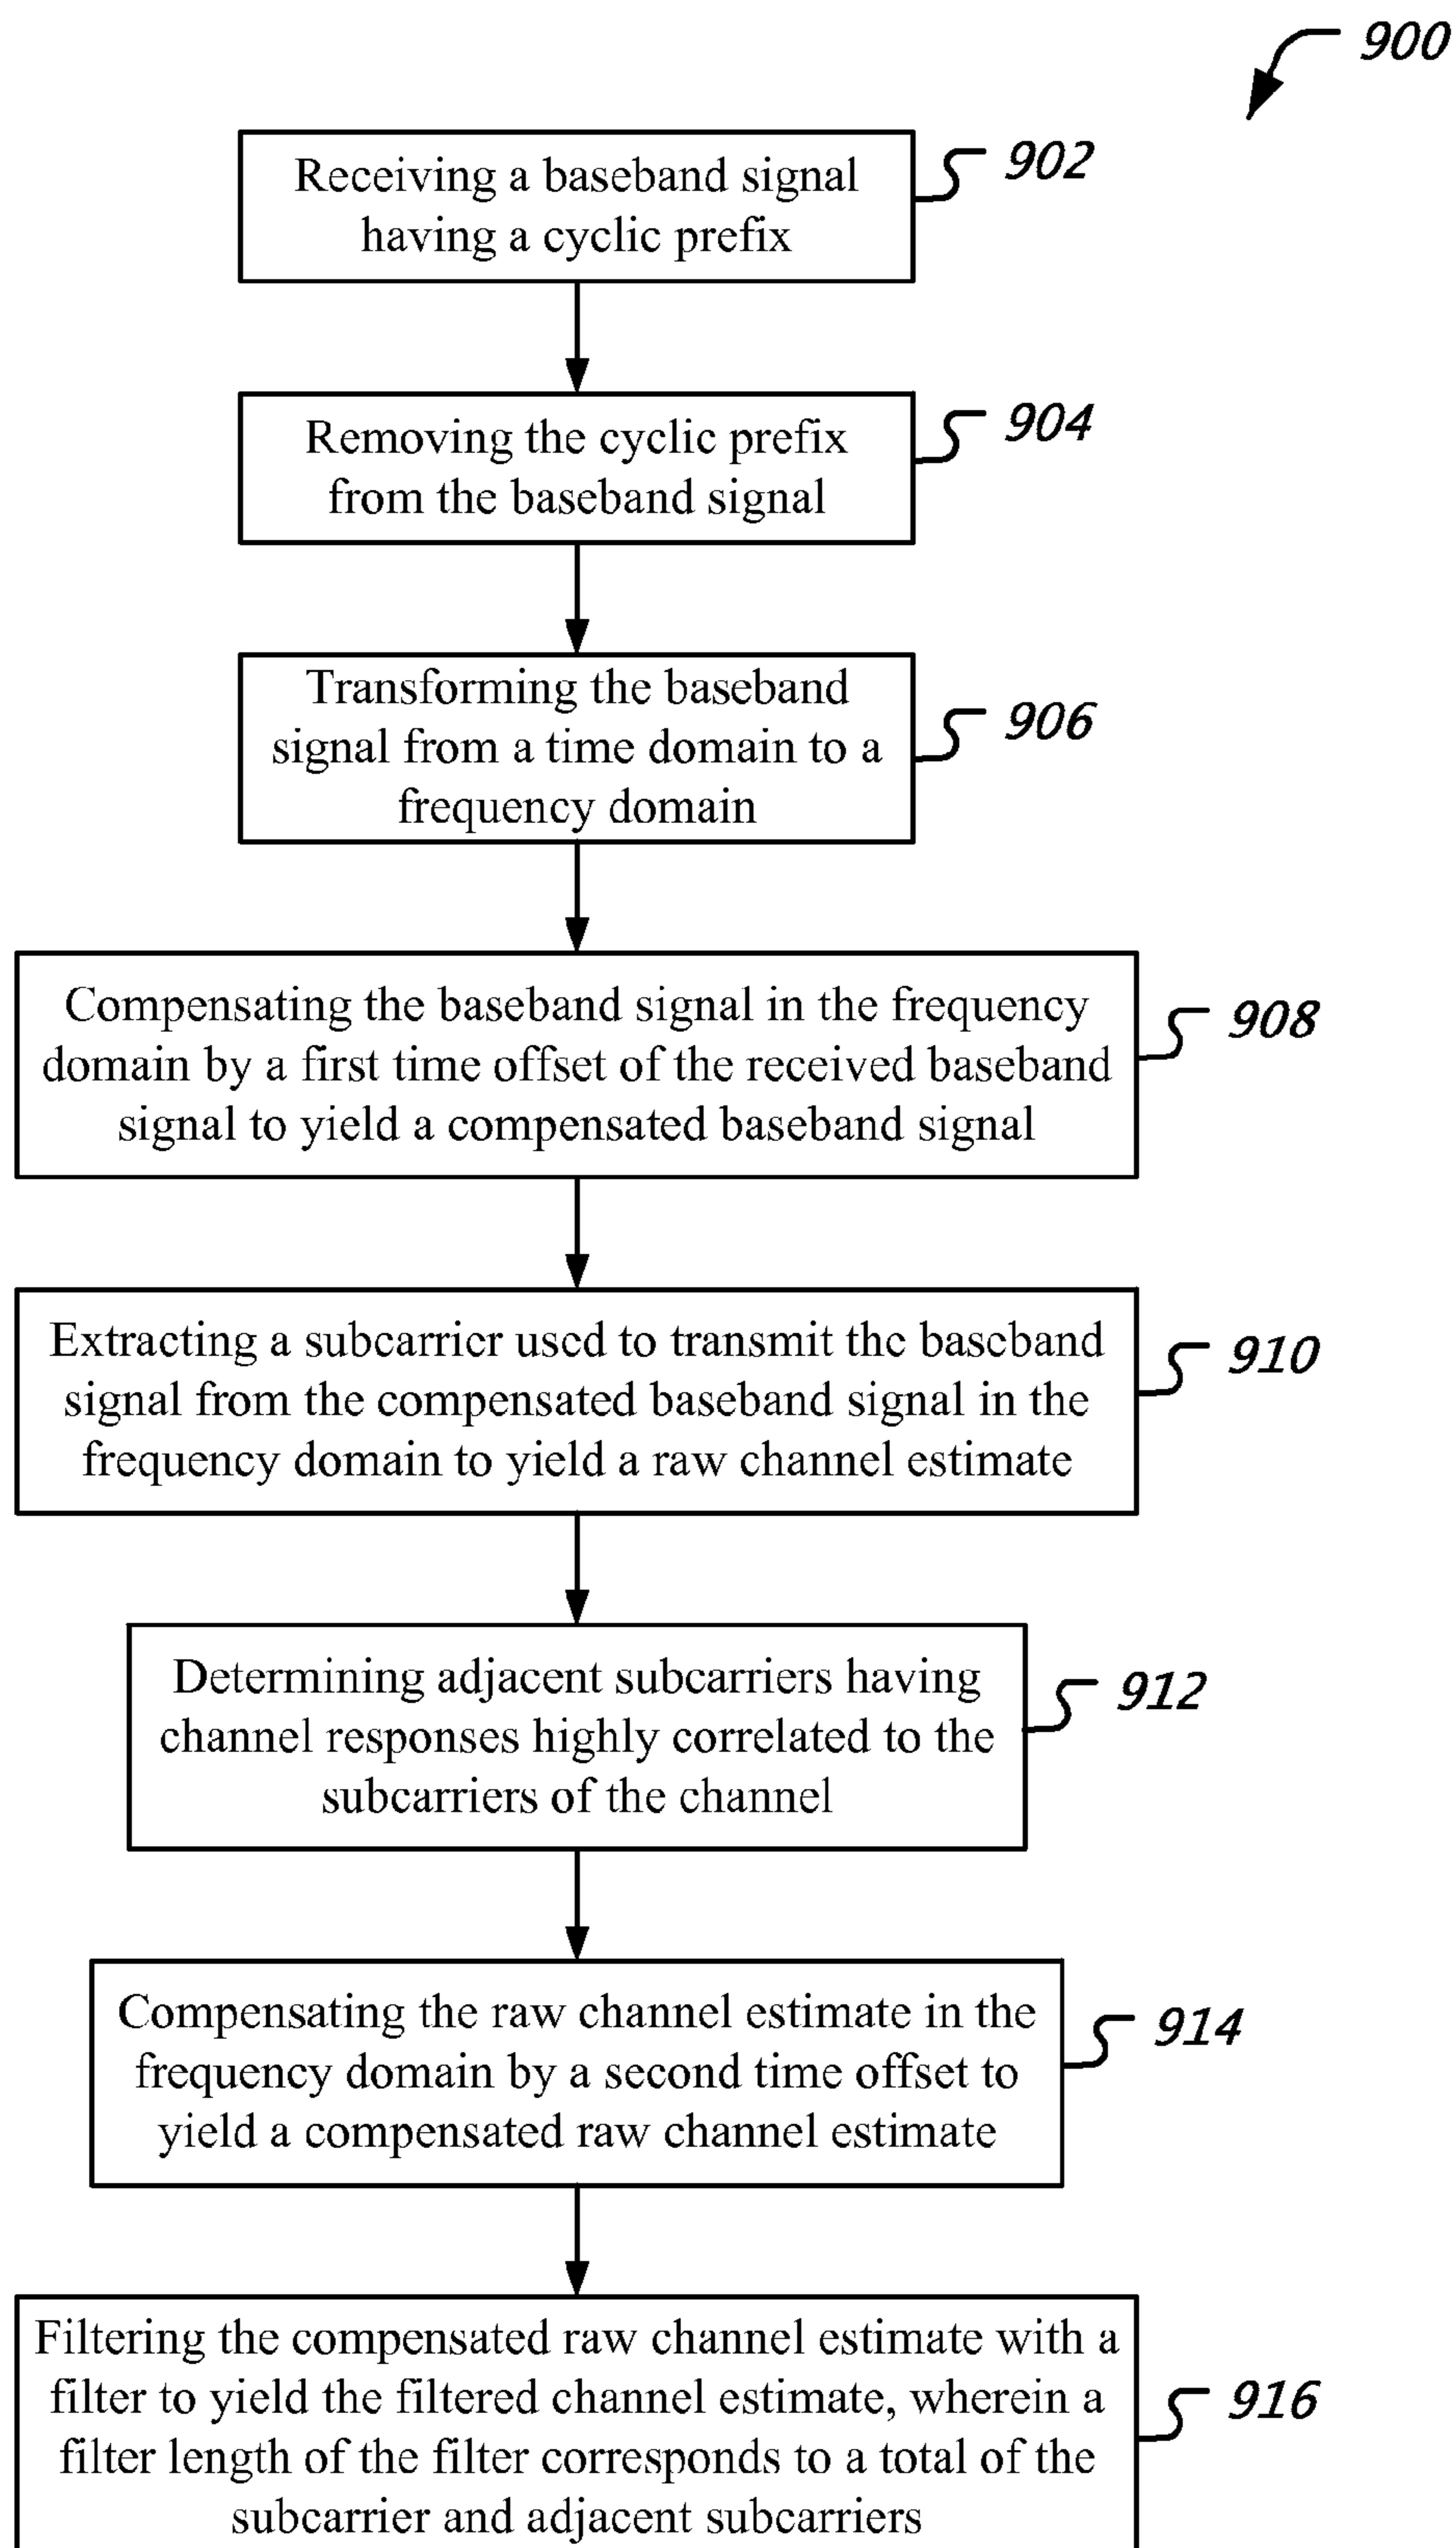 900
Receiving a baseband signal
having a cyclic prefix
902
Removing the cyclic prefix
from the baseband signal
904
Transforming the baseband
signal from a time domain to a
frequency domain
906
Compensating the baseband signal in the frequency
domain by a first time offset of the received baseband
signal to yield a compensated baseband signal
908
Extracting a subcarrier used to transmit the baseband
signal from the compensated baseband signal in the
frequency domain to yield a raw channel estimate
910
Determining adjacent subcarriers having
channel responses highly correlated to the
subcarriers of the channel
912
Compensating the raw channel estimate in the
frequency domain by a second time offset to
yield a compensated raw channel estimate
914
Filtering the compensated raw channel estimate with a
filter to yield the filtered channel estimate, wherein a
filter length of the filter corresponds to a total of the
subcarrier and adjacent subcarriers
916